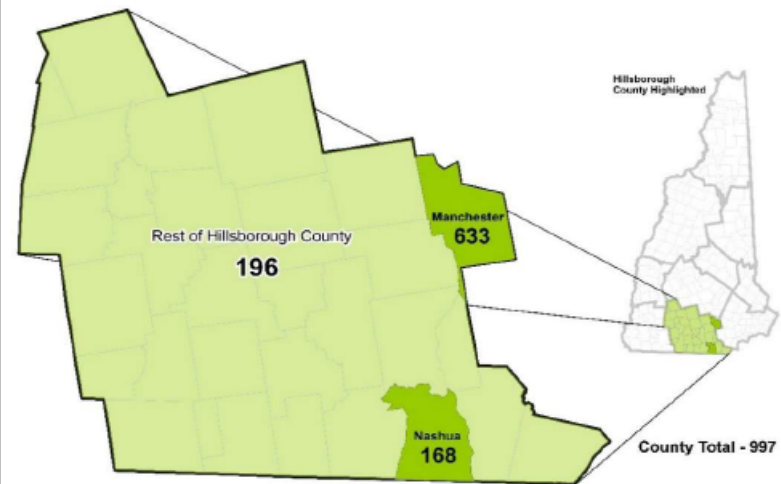 Hillsborough
County Highlighted
Manchester
633
Rest of Hillsborough County
196
Nashua
168
County Total - 997